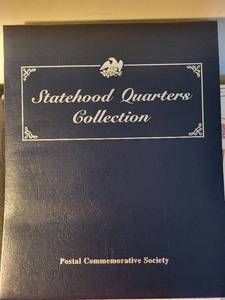 Statehood Quarters
Collection
Postal Commemorative Society